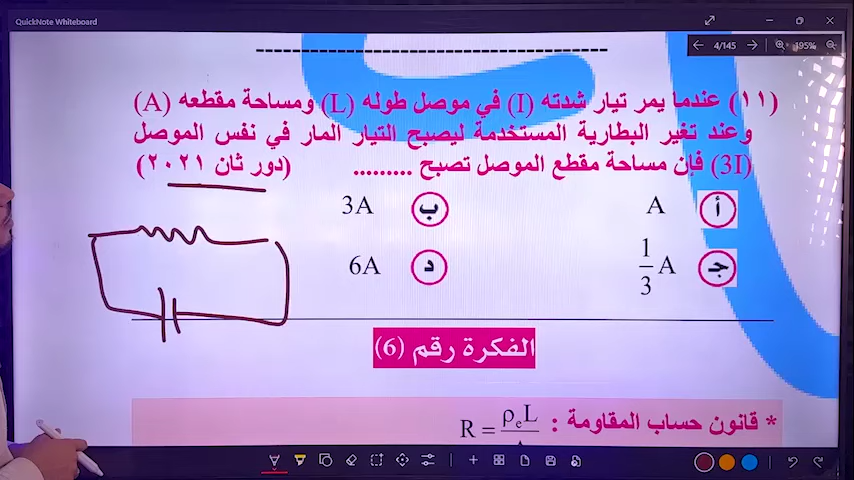 QuickNote Whiteboard
4/145
195%
(١١) عندما يمر تيار شدته (I) في موصل طوله (L) ومساحة مقطعه (A)
وعند تغير البطارية المستخدمة ليصبح التيار المار في نفس الموصل
(3I) فإن مساحة مقطع الموصل تصبح ......... (دور ثان ٢٠٢١)
أ A ب 3A
جـ 1/3 A د 6A
الفكرة رقم (6)
* قانون حساب المقاومة : R = ρeL